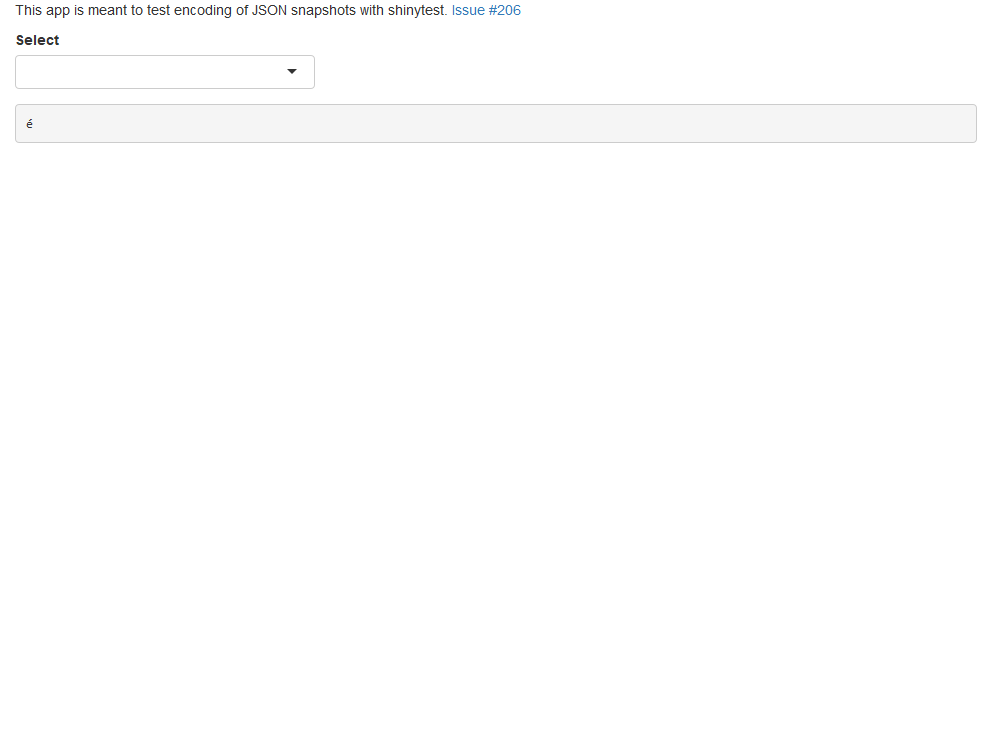 This app is meant to test encoding of JSON snapshots with shinytest. Issue #206
Select
é